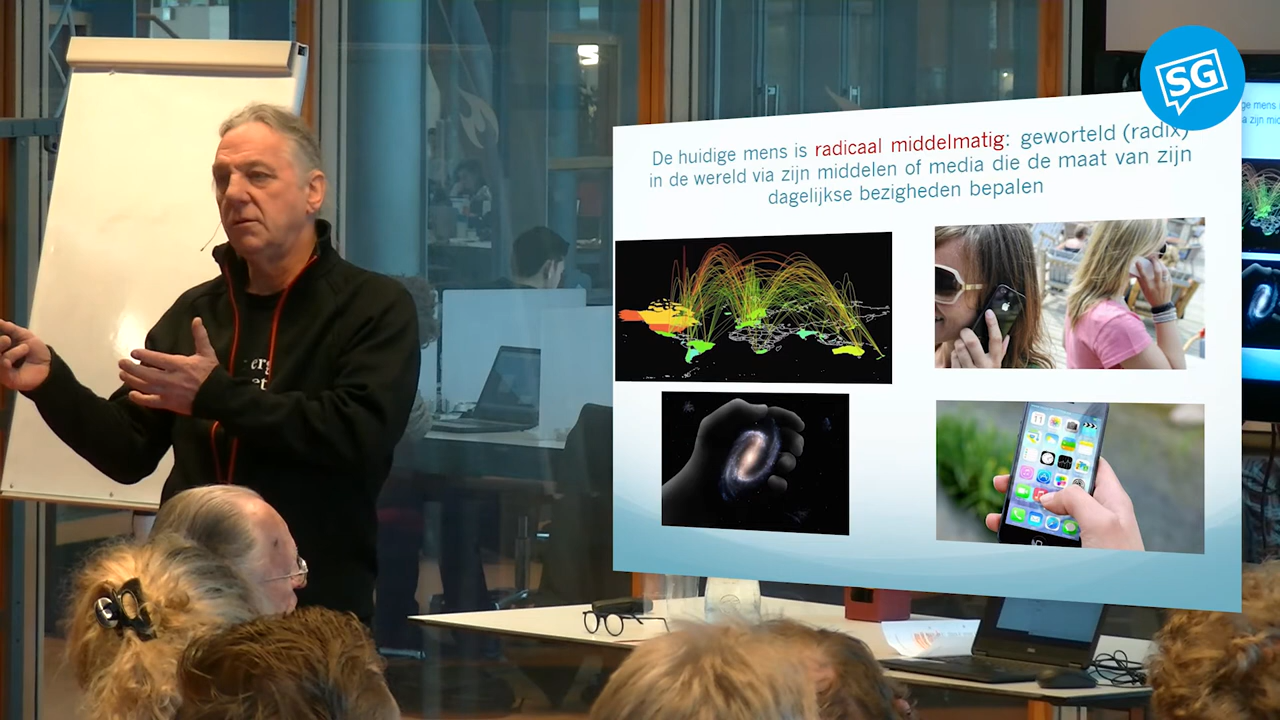 SG
De huidige mens is radicaal middelmatig: geworteld (radix)
in de wereld via zijn middelen of media die de maat van zijn
dagelijkse bezigheden bepalen